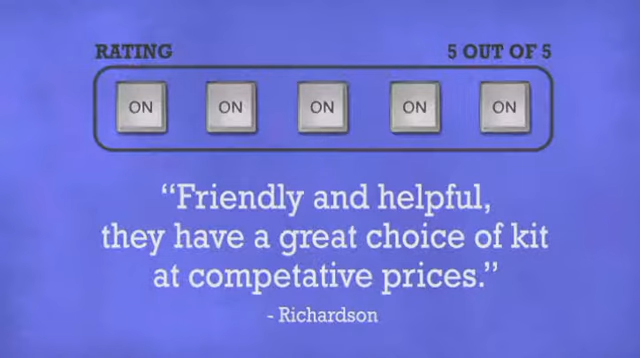 RATING 5 OUT OF 5
ON ON ON ON ON
“Friendly and helpful,
they have a great choice of kit
at competative prices.”
- Richardson